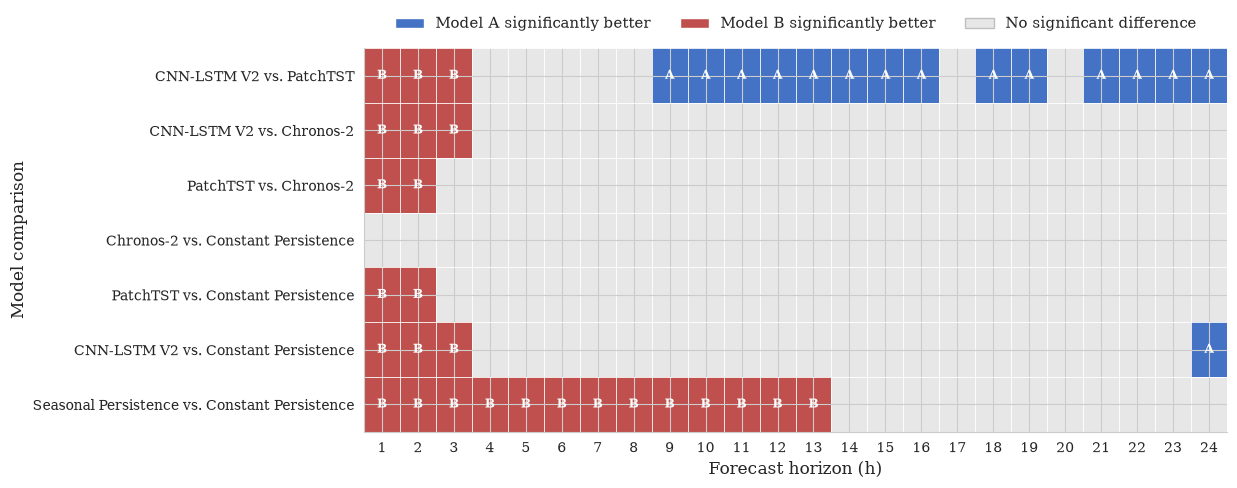 Model A significantly better Model B significantly better No significant difference
Model comparison
CNN-LSTM V2 vs. PatchTST B B B A A A A A A A A A A A A A A
CNN-LSTM V2 vs. Chronos-2 B B B
PatchTST vs. Chronos-2 B B
Chronos-2 vs. Constant Persistence
PatchTST vs. Constant Persistence B B
CNN-LSTM V2 vs. Constant Persistence B B B A
Seasonal Persistence vs. Constant Persistence B B B B B B B B B B B B B
1 2 3 4 5 6 7 8 9 10 11 12 13 14 15 16 17 18 19 20 21 22 23 24
Forecast horizon (h)